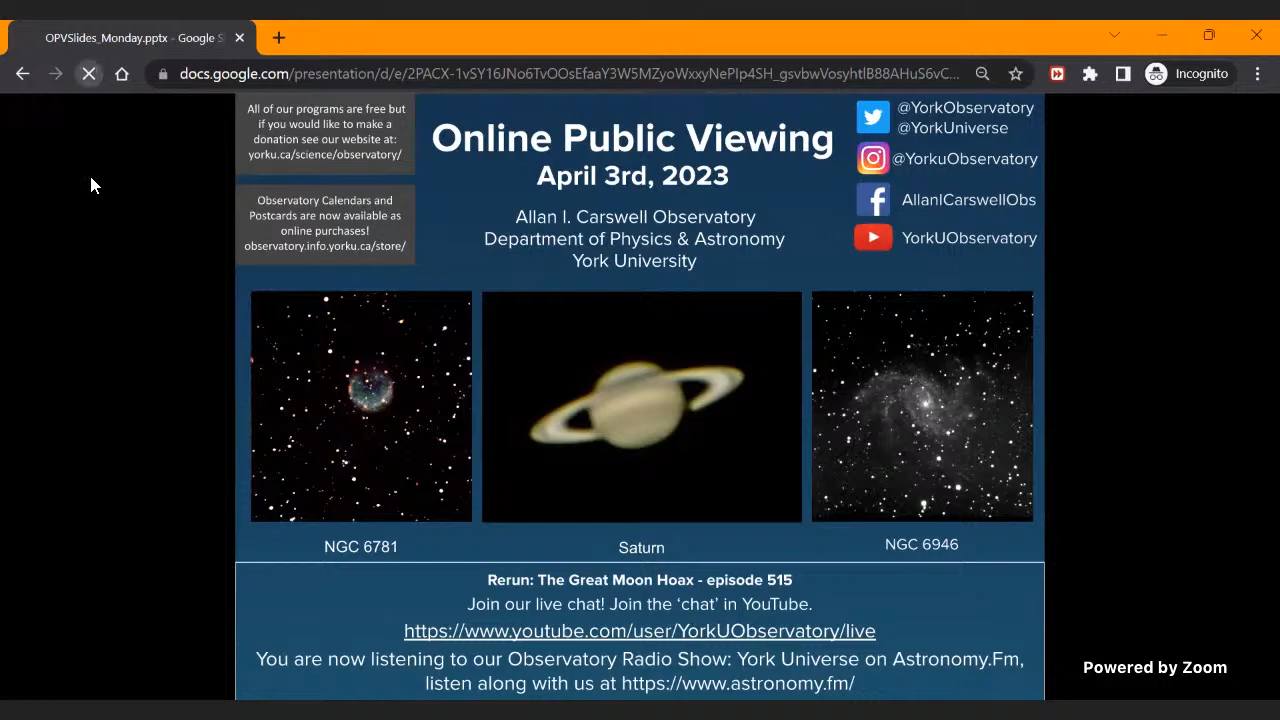 OPVSlides_Monday.pptx - Google S
docs.google.com/presentation/d/e/2PACX-1vSY16JNo6TvOOsEfaaY3W5MZyoWxxyNePIp4SH_gsvbwVosyhtlB88AHuS6vC...
Incognito
All of our programs are free but
if you would like to make a
donation see our website at:
yorku.ca/science/observatory/
Observatory Calendars and
Postcards are now available as
online purchases!
observatory.info.yorku.ca/store/
Online Public Viewing
April 3rd, 2023
Allan I. Carswell Observatory
Department of Physics & Astronomy
York University
@YorkObservatory
@YorkUniverse
@YorkuObservatory
AllanICarswellObs
YorkUObservatory
NGC 6781
Saturn
NGC 6946
Rerun: The Great Moon Hoax - episode 515
Join our live chat! Join the ‘chat’ in YouTube.
https://www.youtube.com/user/YorkUObservatory/live
You are now listening to our Observatory Radio Show: York Universe on Astronomy.Fm,
listen along with us at https://www.astronomy.fm/
Powered by Zoom